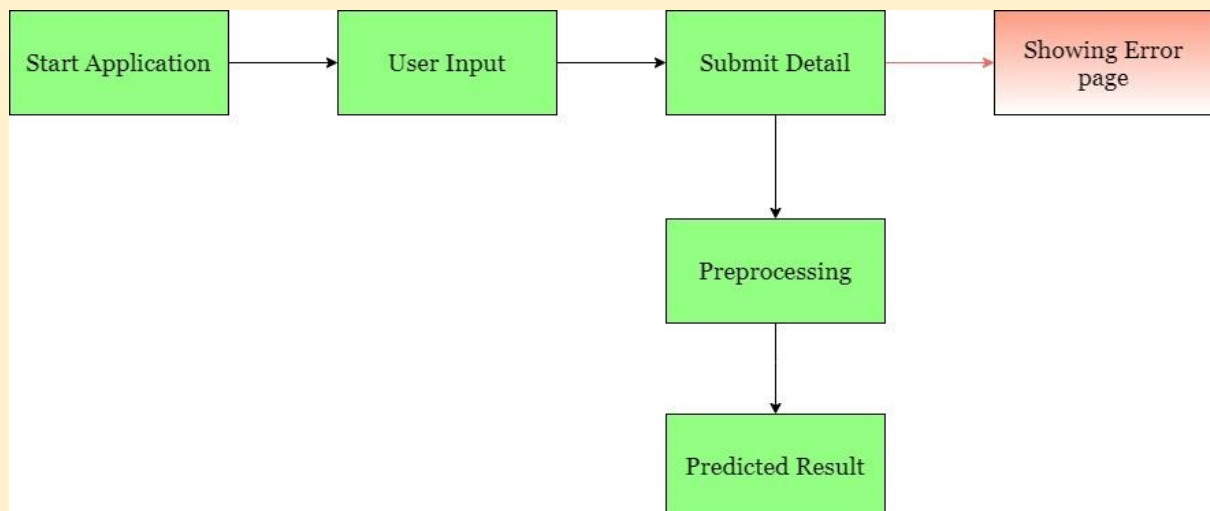 Start Application
User Input
Submit Detail
Showing Error
page
Preprocessing
Predicted Result